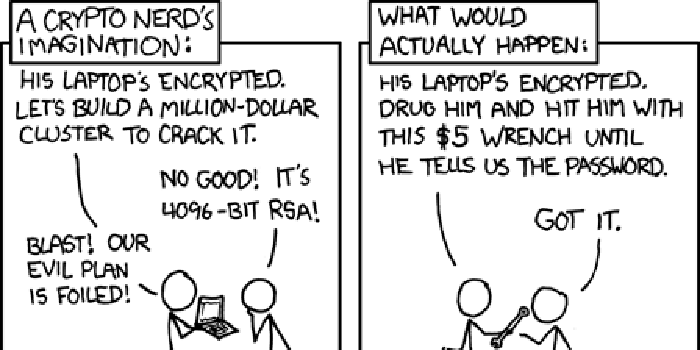 A CRYPTO NERD'S
IMAGINATION:
HIS LAPTOP'S ENCRYPTED.
LET'S BUILD A MILLION-DOLLAR
CLUSTER TO CRACK IT.
NO GOOD! IT'S
4096-BIT RSA!
BLAST! OUR
EVIL PLAN
IS FOILED!
WHAT WOULD
ACTUALLY HAPPEN:
HIS LAPTOP'S ENCRYPTED.
DRUG HIM AND HIT HIM WITH
THIS $5 WRENCH UNTIL
HE TELLS US THE PASSWORD.
GOT IT.